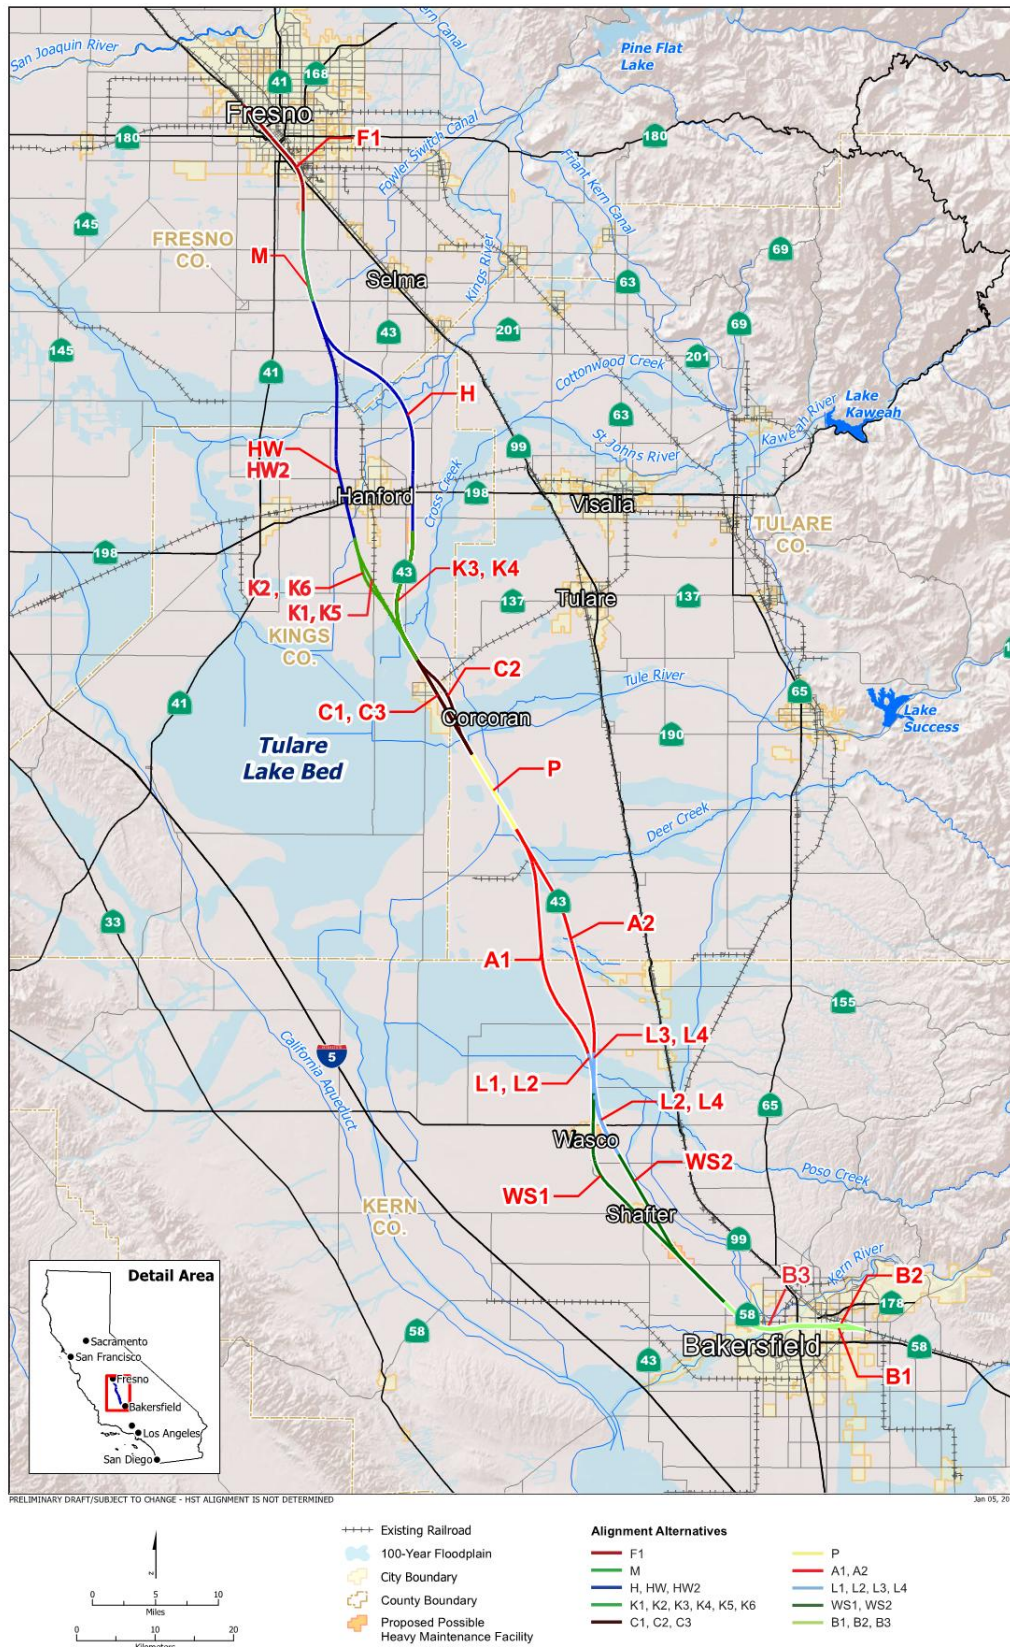 San Joaquin River
Kern Canal
Pine Flat
Lake
41
168
Fresno
180
F1
Fowler Switch Canal
180
Friant Kern Canal
145
FRESNO
CO.
M
Selma
Kings River
63
69
43
201
69
145
41
201
Cottonwood Creek
H
63
Lake
Kaweah
Kaweah River
St. Johns River
99
HW
HW2
Hanford
Cross Creek
198
Visalia
TULARE
CO.
198
43
K3, K4
K2, K6
K1, K5
137
Tulare
137
KINGS
CO.
C2
Tule River
65
41
C1, C3
Corcoran
Lake
Success
190
Tulare
Lake Bed
P
Deer Creek
33
43
A2
A1
155
California Aqueduct
5
L3, L4
L1, L2
L2, L4
65
Wasco
WS2
Poso Creek
WS1
KERN
CO.
Shafter
99
Kern River
B3
B2
178
58
58
Bakersfield
43
58
B1
Detail Area
Sacramento
San Francisco
Fresno
Bakersfield
Los Angeles
San Diego
PRELIMINARY DRAFT/SUBJECT TO CHANGE - HST ALIGNMENT IS NOT DETERMINED
Jan 05, 20
z
0 5 10
Miles
0 10 20
Kilometers
Existing Railroad
100-Year Floodplain
City Boundary
County Boundary
Proposed Possible
Heavy Maintenance Facility
Alignment Alternatives
F1
M
H, HW, HW2
K1, K2, K3, K4, K5, K6
C1, C2, C3
P
A1, A2
L1, L2, L3, L4
WS1, WS2
B1, B2, B3